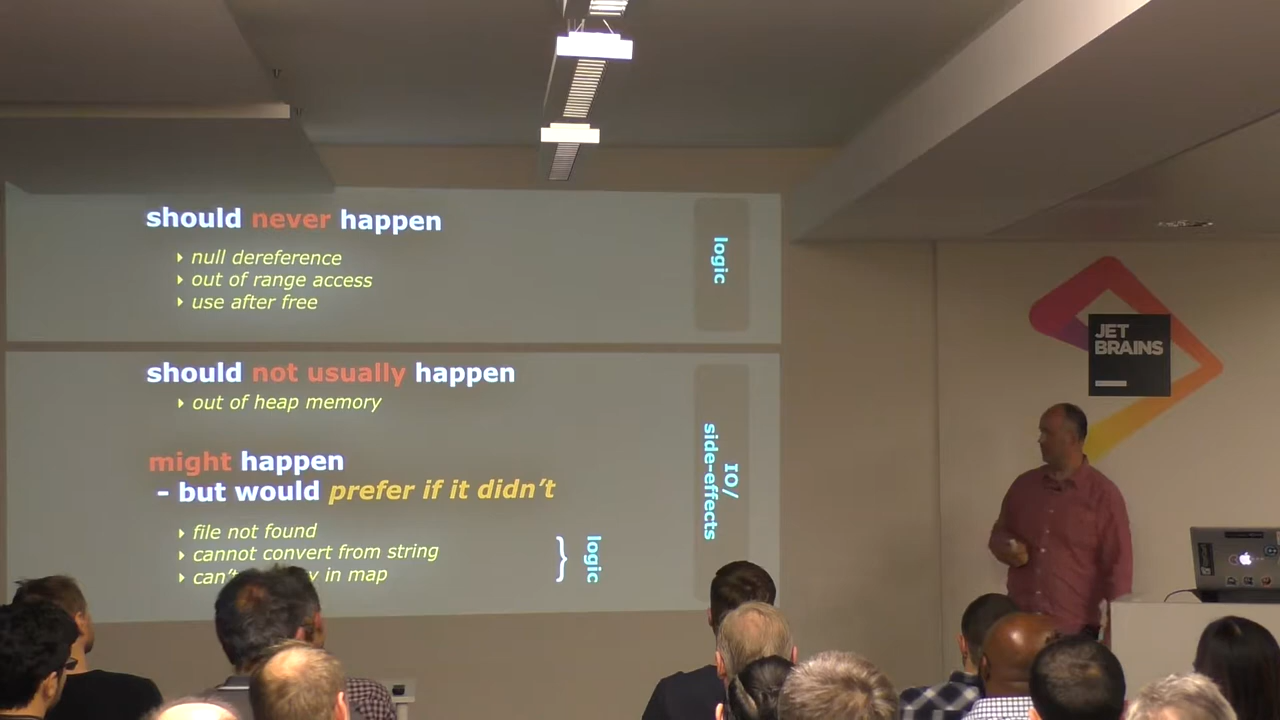 should never happen
null dereference
out of range access
use after free
logic
should not usually happen
out of heap memory
might happen
- but would prefer if it didn't
file not found
cannot convert from string
in map
} logic
IO/
side-effects
JET
BRAINS